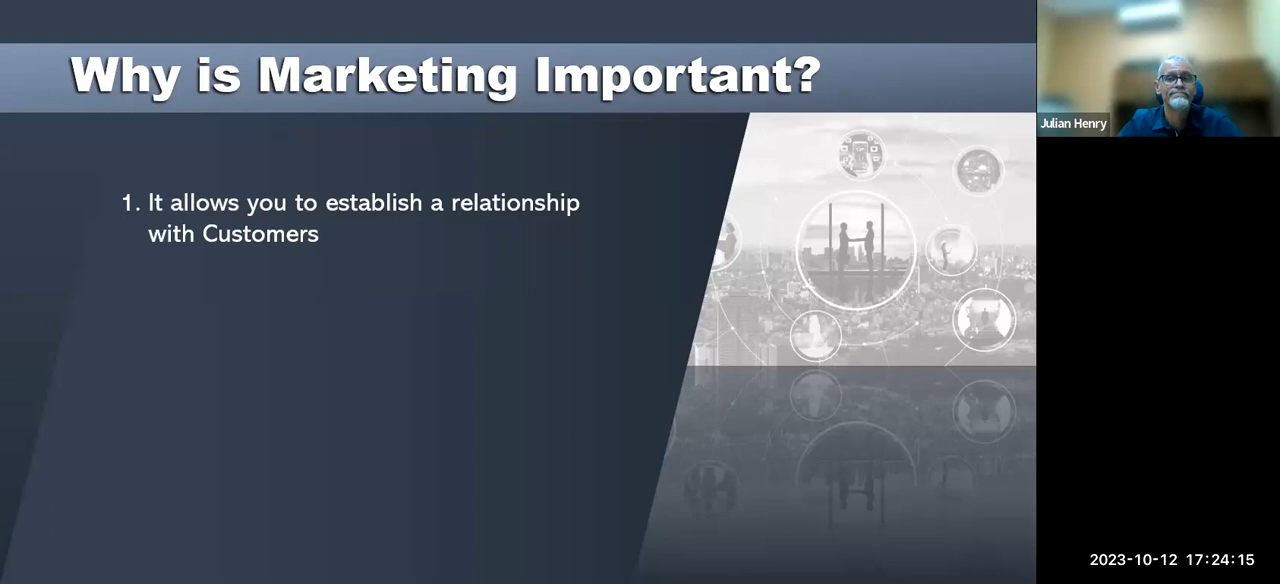 Why is Marketing Important?
1. It allows you to establish a relationship
with Customers
Julian Henry
2023-10-12 17:24:15